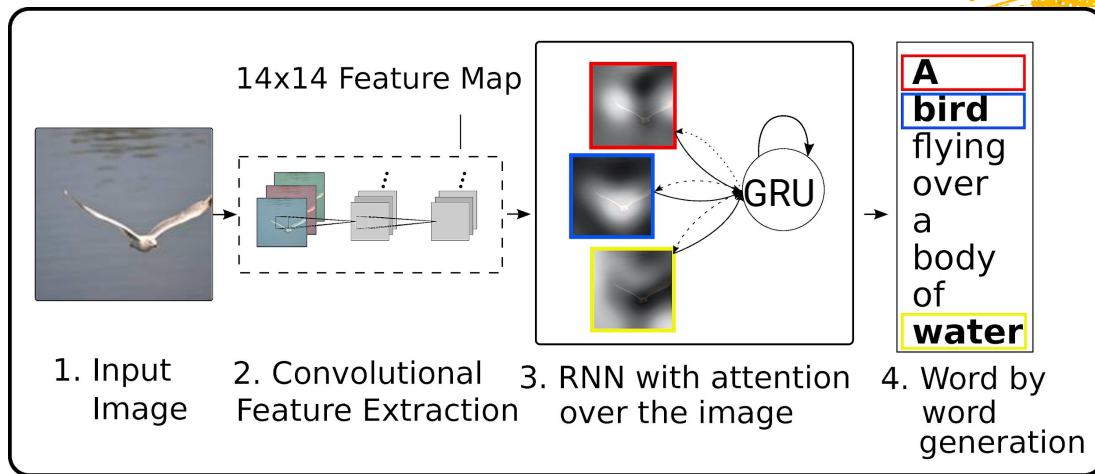 14x14 Feature Map
GRU
A
bird
flying
over
a
body
of
water
1. Input
Image
2. Convolutional
Feature Extraction
3. RNN with attention
over the image
4. Word by
word
generation